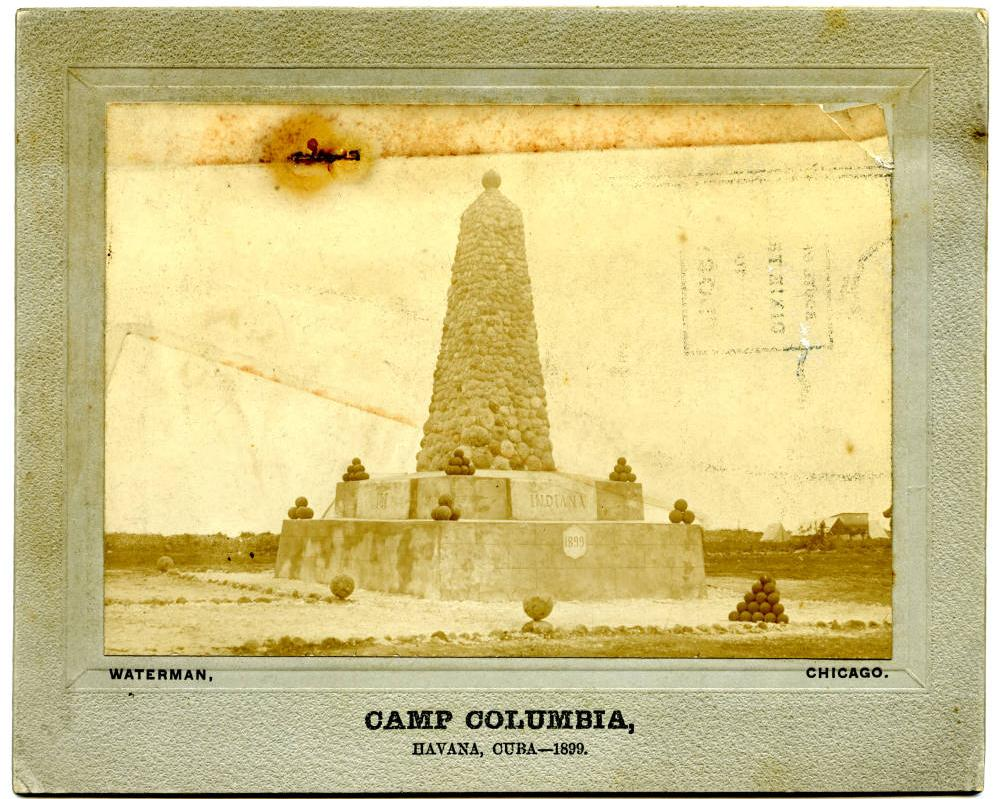 INDIANA
1899
WATERMAN,
CHICAGO.
CAMP COLUMBIA,
HAVANA, CUBA—1899.